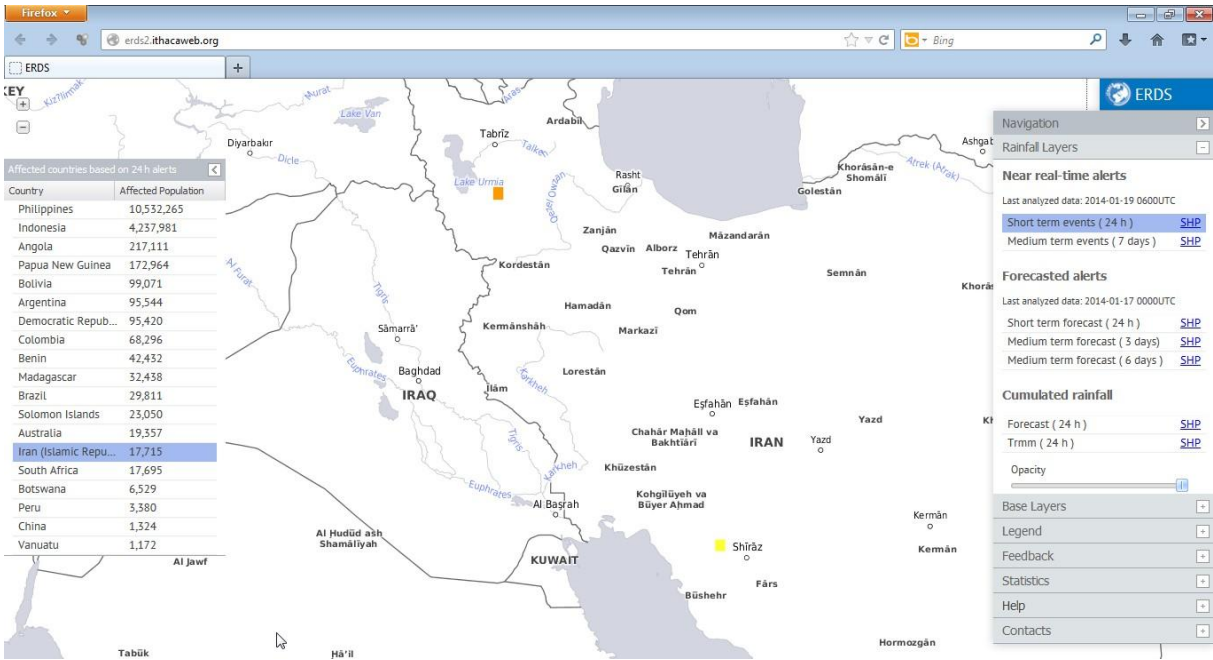 Firefox
erds2.ithacaweb.org
Bing
ERDS
KEY
Murat
Aras
Lake Van
Ardabīl
Tabrīz
Diyarbakır
Dicle
Lake Urmia
Rasht
Gīlān
Ashgab
Khorāsān-e Shomālī
Atrek (Atrak)
Golestān
Zanjān
Qazvīn
Alborz
Māzandarān
Tehrān
Tehrān
Kordestān
Semnān
Khorās
Al Furat
Tigris
Hamadān
Qom
Sāmarrā'
Kermānshāh
Markazī
Euphrates
Baghdad
IRAQ
Īlām
Karkheh
Lorestān
Eşfahān
Eşfahān
Yazd
Kh
Chahār Maḩāll va Bakhtīārī
IRAN
Yazd
Tigris
Karkheh
Khūzestān
Euphrates
Al Başrah
Kohgīlūyeh va Būyer Aḩmad
Kermān
Kermān
Al Ḩudūd ash Shamālīyah
KUWAIT
Shīrāz
Al Jawf
Fārs
Būshehr
Hormozgān
Tabūk
Ḩā'il
Affected countries based on 24 h alerts
Country Affected Population
Philippines 10,532,265
Indonesia 4,237,981
Angola 217,111
Papua New Guinea 172,964
Bolivia 99,071
Argentina 95,544
Democratic Republ... 95,420
Colombia 68,296
Benin 42,432
Madagascar 32,438
Brazil 29,811
Solomon Islands 23,050
Australia 19,357
Iran (Islamic Repu... 17,715
South Africa 17,695
Botswana 6,529
Peru 3,380
China 1,324
Vanuatu 1,172
ERDS
Navigation
Rainfall Layers
Near real-time alerts
Last analyzed data: 2014-01-19 0600UTC
Short term events ( 24 h ) SHP
Medium term events ( 7 days ) SHP
Forecasted alerts
Last analyzed data: 2014-01-17 0000UTC
Short term forecast ( 24 h ) SHP
Medium term forecast ( 3 days) SHP
Medium term forecast ( 6 days ) SHP
Cumulated rainfall
Forecast ( 24 h ) SHP
Trmm ( 24 h ) SHP
Opacity
Base Layers
Legend
Feedback
Statistics
Help
Contacts